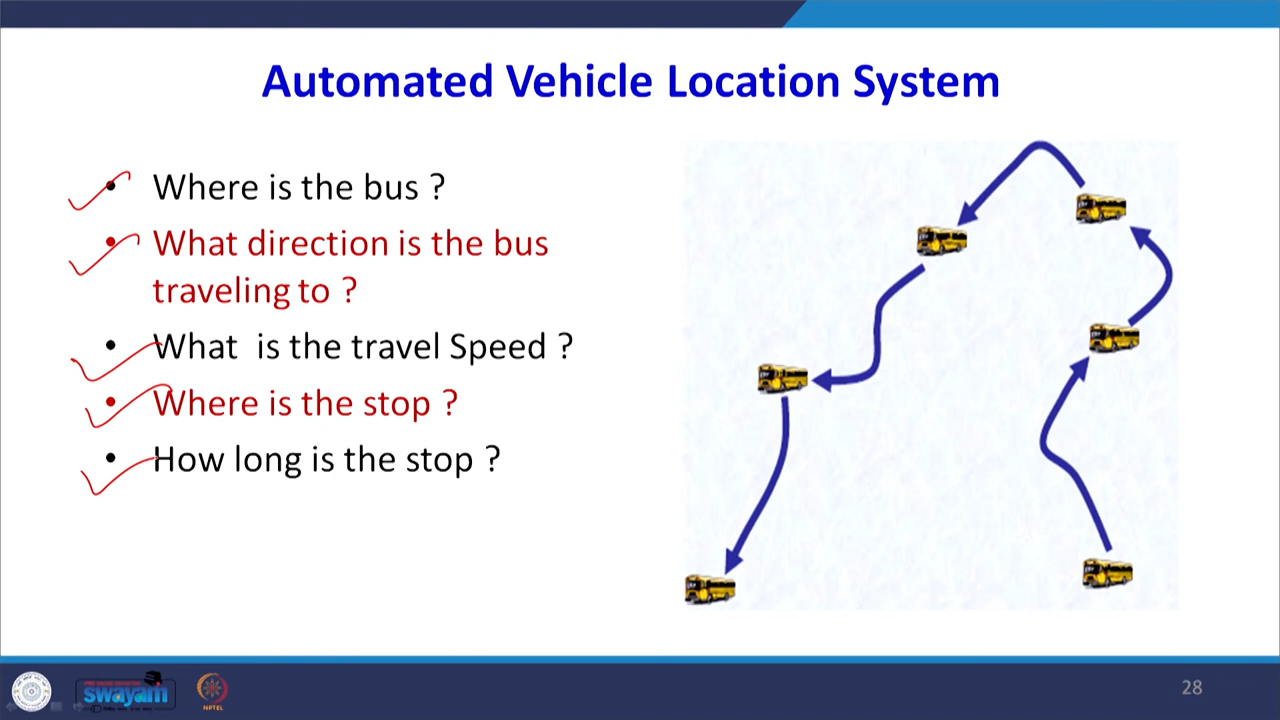 Automated Vehicle Location System
• Where is the bus ?
• What direction is the bus
traveling to ?
• What is the travel Speed ?
• Where is the stop ?
• How long is the stop ?
swayam
NPTEL
28